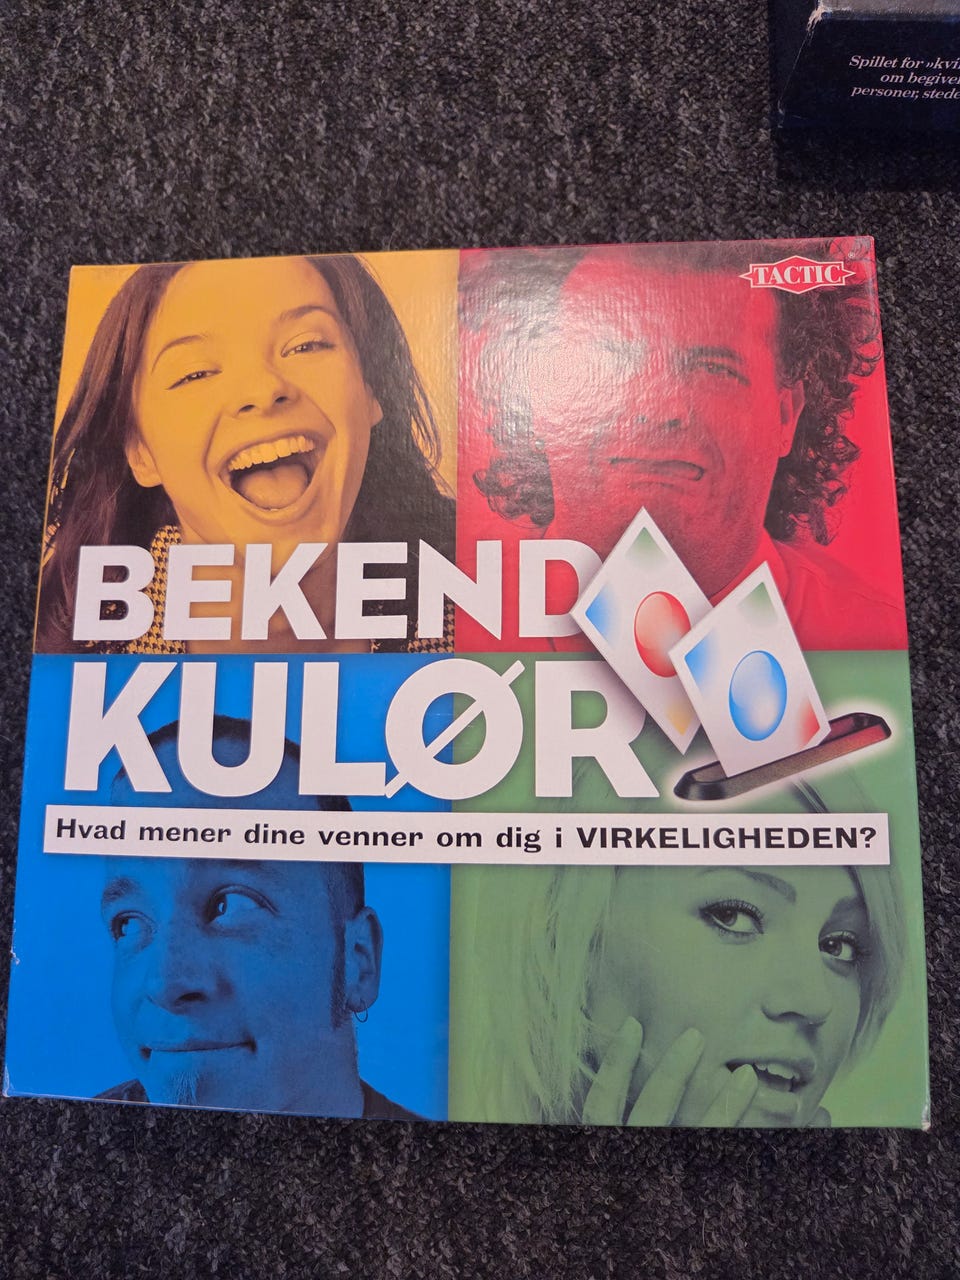 Spillet for »kvi
om begive
personer, stede
TACTIC®
BEKEND
KULØR
Hvad mener dine venner om dig i VIRKELIGHEDEN?